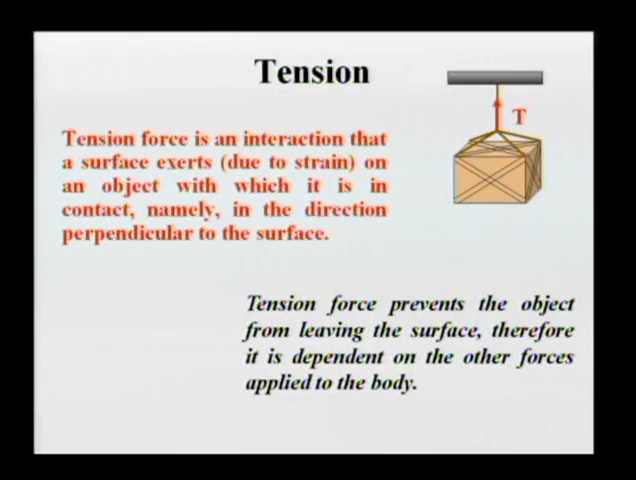 Tension
T
Tension force is an interaction that
a surface exerts (due to strain) on
an object with which it is in
contact, namely, in the direction
perpendicular to the surface.
Tension force prevents the object
from leaving the surface, therefore
it is dependent on the other forces
applied to the body.